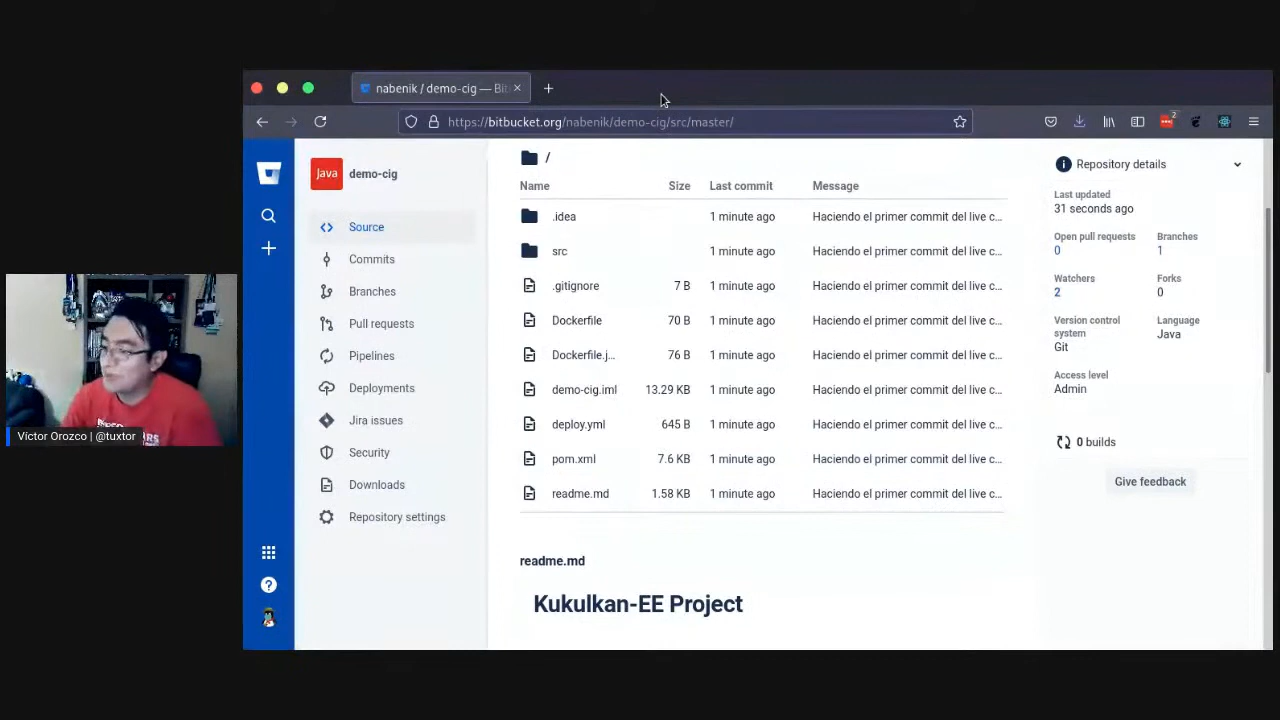 nabenik / demo-cig — Bi
https://bitbucket.org/nabenik/demo-cig/src/master/
2
Java
demo-cig
Source
Commits
Branches
Pull requests
Pipelines
Deployments
Jira issues
Security
Downloads
Repository settings
/
Name Size Last commit Message
.idea 1 minute ago Haciendo el primer commit del live c...
src 1 minute ago Haciendo el primer commit del live c...
.gitignore 7 B 1 minute ago Haciendo el primer commit del live c...
Dockerfile 70 B 1 minute ago Haciendo el primer commit del live c...
Dockerfile.j... 76 B 1 minute ago Haciendo el primer commit del live c...
demo-cig.iml 13.29 KB 1 minute ago Haciendo el primer commit del live c...
deploy.yml 645 B 1 minute ago Haciendo el primer commit del live c...
pom.xml 7.6 KB 1 minute ago Haciendo el primer commit del live c...
readme.md 1.58 KB 1 minute ago Haciendo el primer commit del live c...
readme.md
Kukulkan-EE Project
Repository details
Last updated
31 seconds ago
Open pull requests Branches
0 1
Watchers Forks
2 0
Version control Language
system Java
Git
Access level
Admin
0 builds
Give feedback
Víctor Orozco | @tuxtor